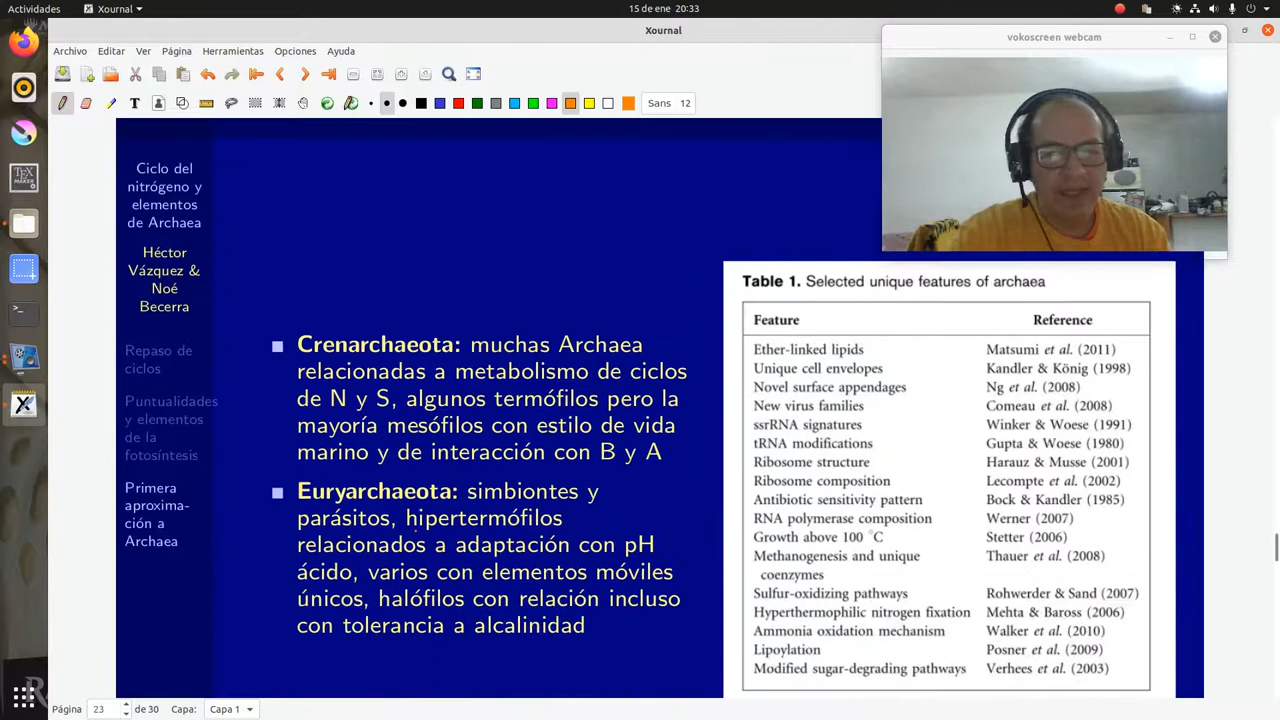 Actividades
Xournal
15 de ene 20:33
Xournal
vokoscreen webcam
Archivo Editar Ver Página Herramientas Opciones Ayuda
T
Sans 12
TEX
MAKER
Ciclo del
nitrógeno y
elementos
de Archaea
Héctor
Vázquez &
Noé
Becerra
Repaso de
ciclos
Puntualidades
y elementos
de la
fotosíntesis
Primera
aproxima-
ción a
Archaea
Crenarchaeota: muchas Archaea
relacionadas a metabolismo de ciclos
de N y S, algunos termófilos pero la
mayoría mesófilos con estilo de vida
marino y de interacción con B y A
Euryarchaeota: simbiontes y
parásitos, hipertermófilos
relacionados a adaptación con pH
ácido, varios con elementos móviles
únicos, halófilos con relación incluso
con tolerancia a alcalinidad
Table 1. Selected unique features of archaea
Feature Reference
Ether-linked lipids Matsumi et al. (2011)
Unique cell envelopes Kandler & König (1998)
Novel surface appendages Ng et al. (2008)
New virus families Comeau et al. (2008)
ssrRNA signatures Winker & Woese (1991)
tRNA modifications Gupta & Woese (1980)
Ribosome structure Harauz & Musse (2001)
Ribosome composition Lecompte et al. (2002)
Antibiotic sensitivity pattern Bock & Kandler (1985)
RNA polymerase composition Werner (2007)
Growth above 100 °C Stetter (2006)
Methanogenesis and unique Thauer et al. (2008)
coenzymes
Sulfur-oxidizing pathways Rohwerder & Sand (2007)
Hyperthermophilic nitrogen fixation Mehta & Baross (2006)
Ammonia oxidation mechanism Walker et al. (2010)
Lipoylation Posner et al. (2009)
Modified sugar-degrading pathways Verhees et al. (2003)
Página 23 de 30 Capa: Capa 1